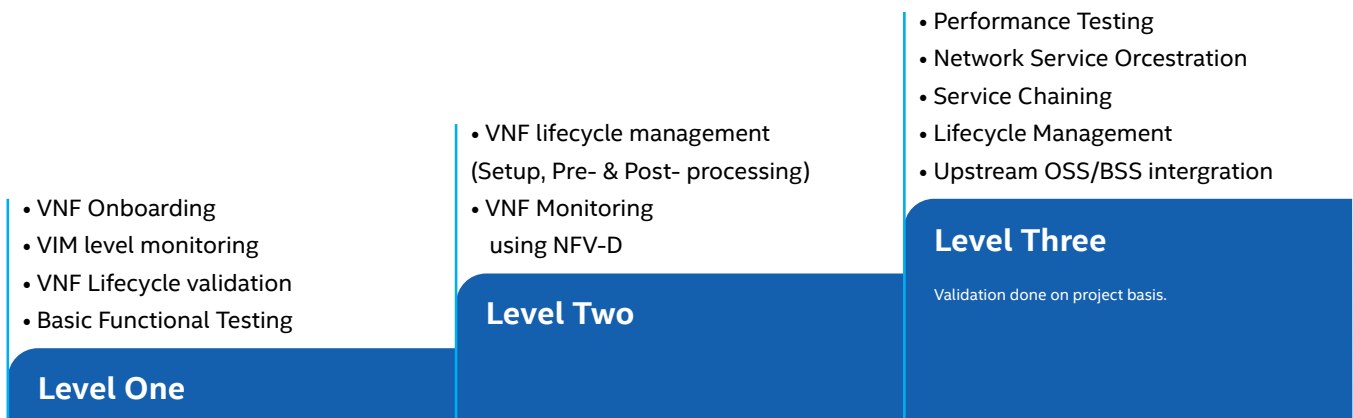 • VNF Onboarding
• VIM level monitoring
• VNF Lifecycle validation
• Basic Functional Testing
Level One
• VNF lifecycle management
(Setup, Pre- & Post- processing)
• VNF Monitoring
using NFV-D
Level Two
• Performance Testing
• Network Service Orcestration
• Service Chaining
• Lifecycle Management
• Upstream OSS/BSS intergration
Level Three
Validation done on project basis.